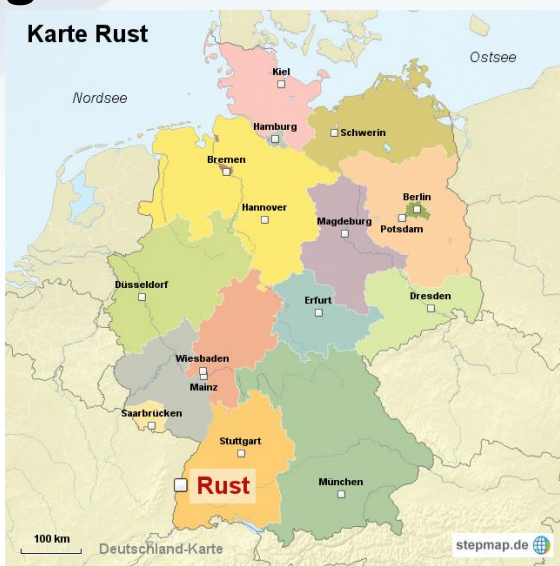 g
Karte Rust
Ostsee
Nordsee
Kiel
Hamburg
Schwerin
Bremen
Hannover
Berlin
Potsdam
Magdeburg
Düsseldorf
Erfurt
Dresden
Wiesbaden
Mainz
Saarbrücken
Stuttgart
Rust
München
100 km
Deutschland-Karte
stepmap.de